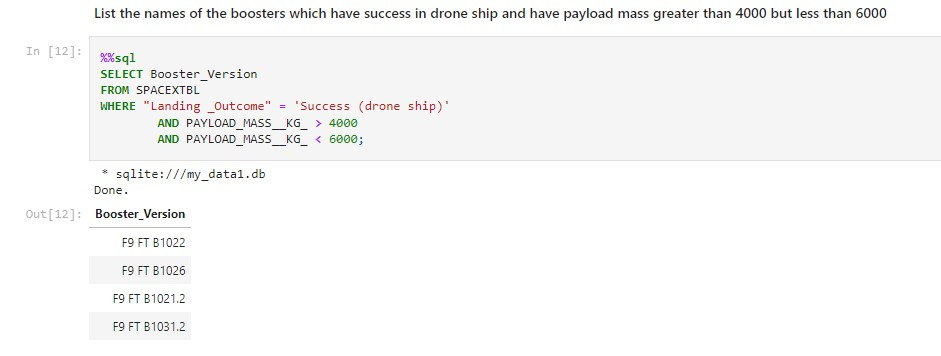 List the names of the boosters which have success in drone ship and have payload mass greater than 4000 but less than 6000
In [12]:
%%sql
SELECT Booster_Version
FROM SPACEXTBL
WHERE "Landing _Outcome" = 'Success (drone ship)'
AND PAYLOAD_MASS__KG_ > 4000
AND PAYLOAD_MASS__KG_ < 6000;
* sqlite:///my_data1.db
Done.
Out[12]: Booster_Version
F9 FT B1022
F9 FT B1026
F9 FT B1021.2
F9 FT B1031.2